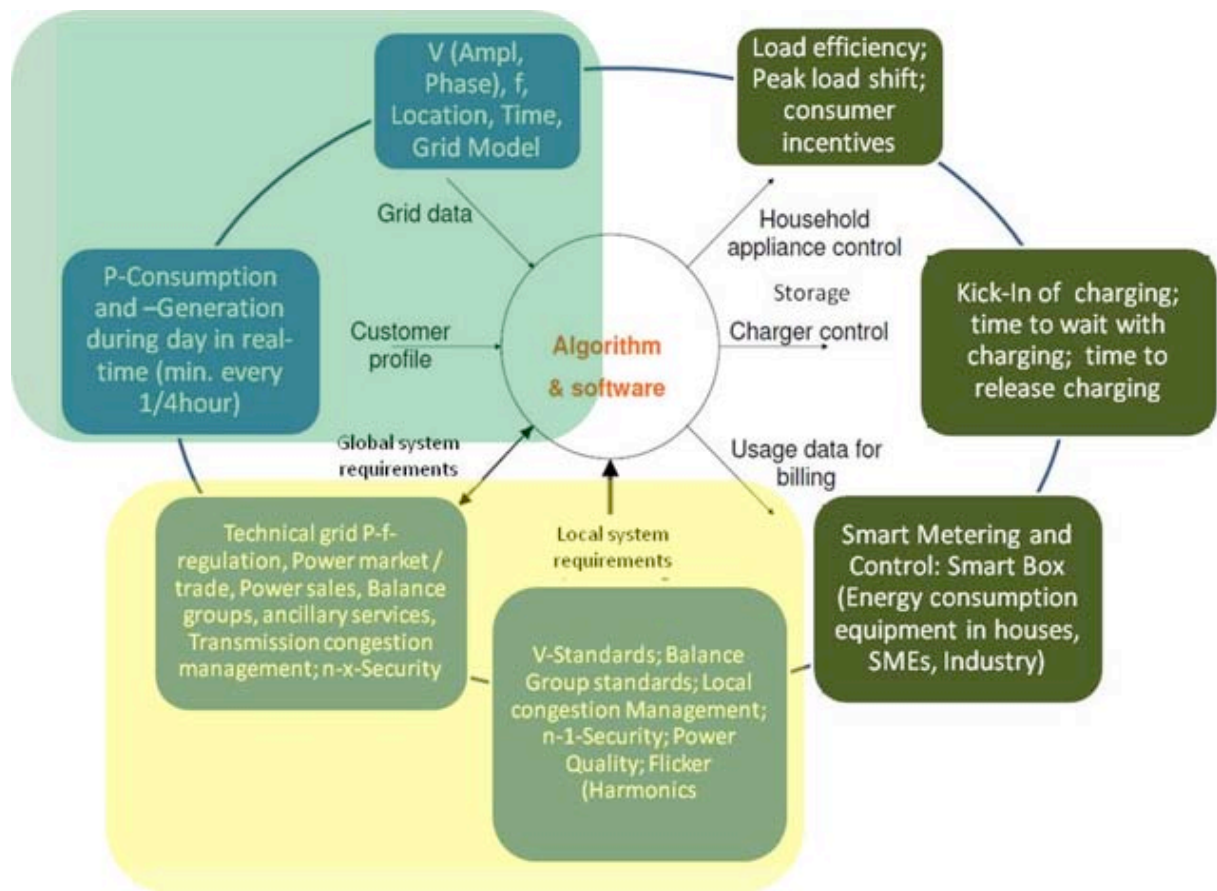 V (Ampl,
Phase), f,
Location, Time,
Grid Model
Load efficiency;
Peak load shift;
consumer
incentives
Grid data
Household
appliance control
P-Consumption
and –Generation
during day in real-
time (min. every
1/4hour)
Customer
profile
Algorithm
& software
Storage
Charger control
Kick-In of charging;
time to wait with
charging; time to
release charging
Global system
requirements
Usage data for
billing
Technical grid P-f-
regulation, Power market /
trade, Power sales, Balance
groups, ancillary services,
Transmission congestion
management; n-x-Security
Local system
requirements
V-Standards; Balance
Group standards; Local
congestion Management;
n-1-Security; Power
Quality; Flicker
(Harmonics
Smart Metering and
Control: Smart Box
(Energy consumption
equipment in houses,
SMEs, Industry)